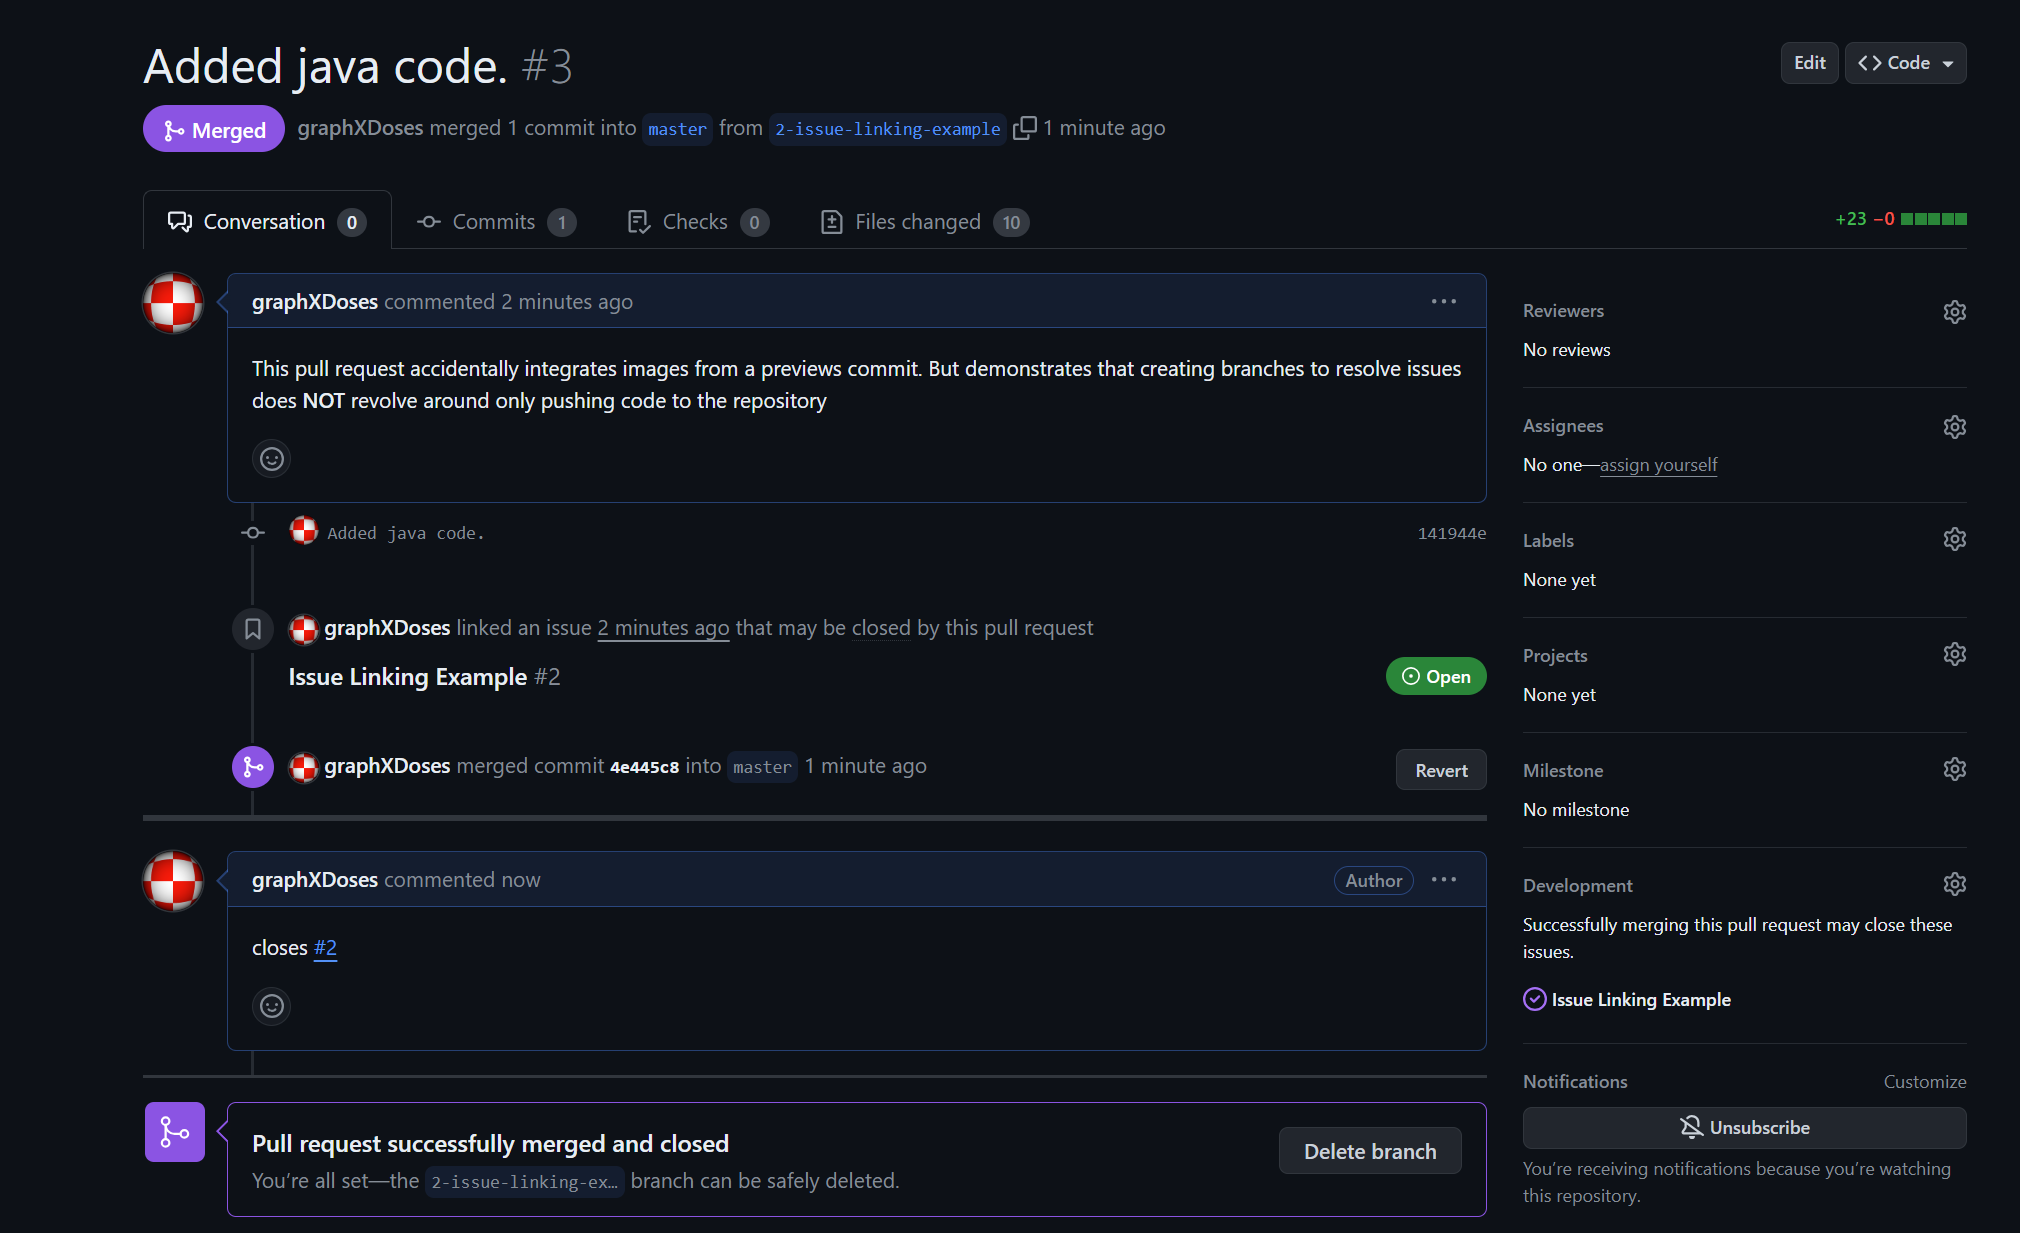 Added java code. #3
Edit
Code
Merged
graphXDoses merged 1 commit into master from 2-issue-linking-example 1 minute ago
Conversation 0
Commits 1
Checks 0
Files changed 10
+23 −0
graphXDoses commented 2 minutes ago
This pull request accidentally integrates images from a previews commit. But demonstrates that creating branches to resolve issues
does NOT revolve around only pushing code to the repository
Added java code.
141944e
graphXDoses linked an issue 2 minutes ago that may be closed by this pull request
Issue Linking Example #2
Open
graphXDoses merged commit 4e445c8 into master 1 minute ago
Revert
graphXDoses commented now
Author
closes #2
Pull request successfully merged and closed
You’re all set—the 2-issue-linking-ex… branch can be safely deleted.
Delete branch
Reviewers
No reviews
Assignees
No one—assign yourself
Labels
None yet
Projects
None yet
Milestone
No milestone
Development
Successfully merging this pull request may close these
issues.
Issue Linking Example
Notifications
Customize
Unsubscribe
You’re receiving notifications because you’re watching
this repository.